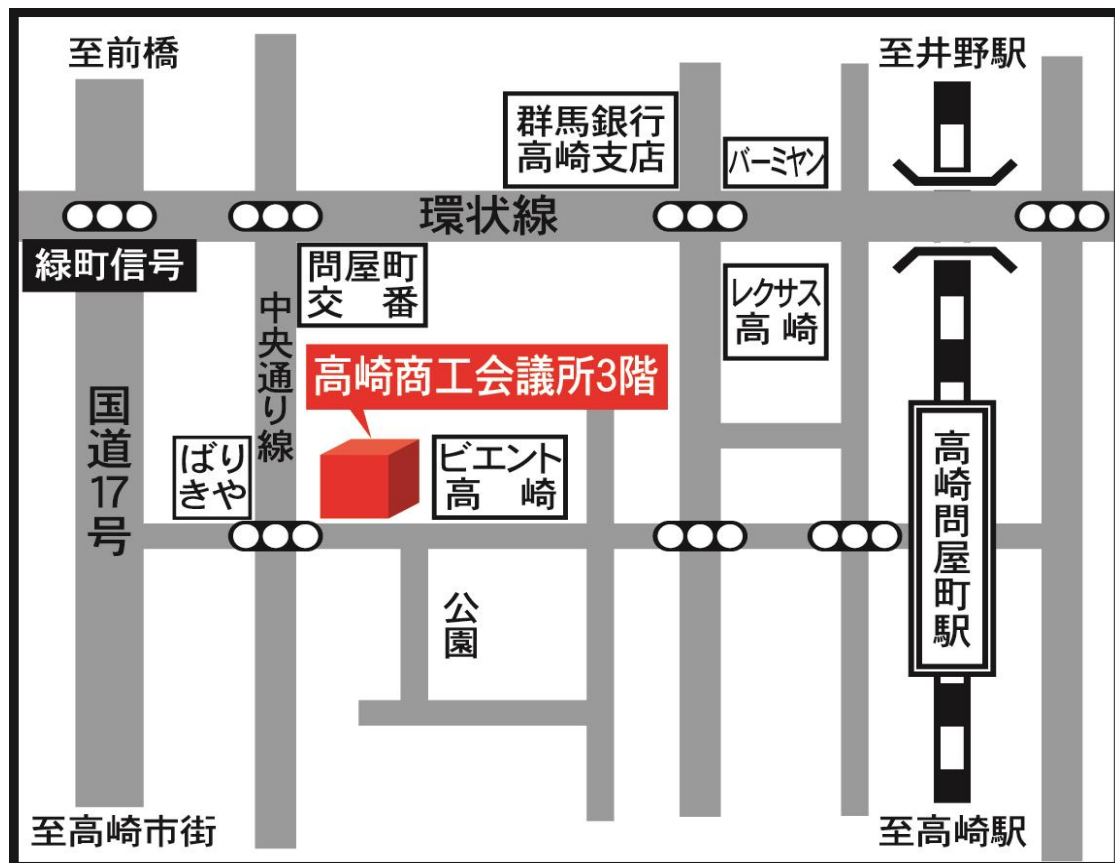 至前橋
至井野駅
群馬銀行
高崎支店
バーミヤン
環状線
緑町信号
問屋町
交番
レクサス
高崎
中央通り線
高崎商工会議所3階
国道17号
ばり
きや
ビエント
高崎
高崎問屋町駅
公園
至高崎市街
至高崎駅